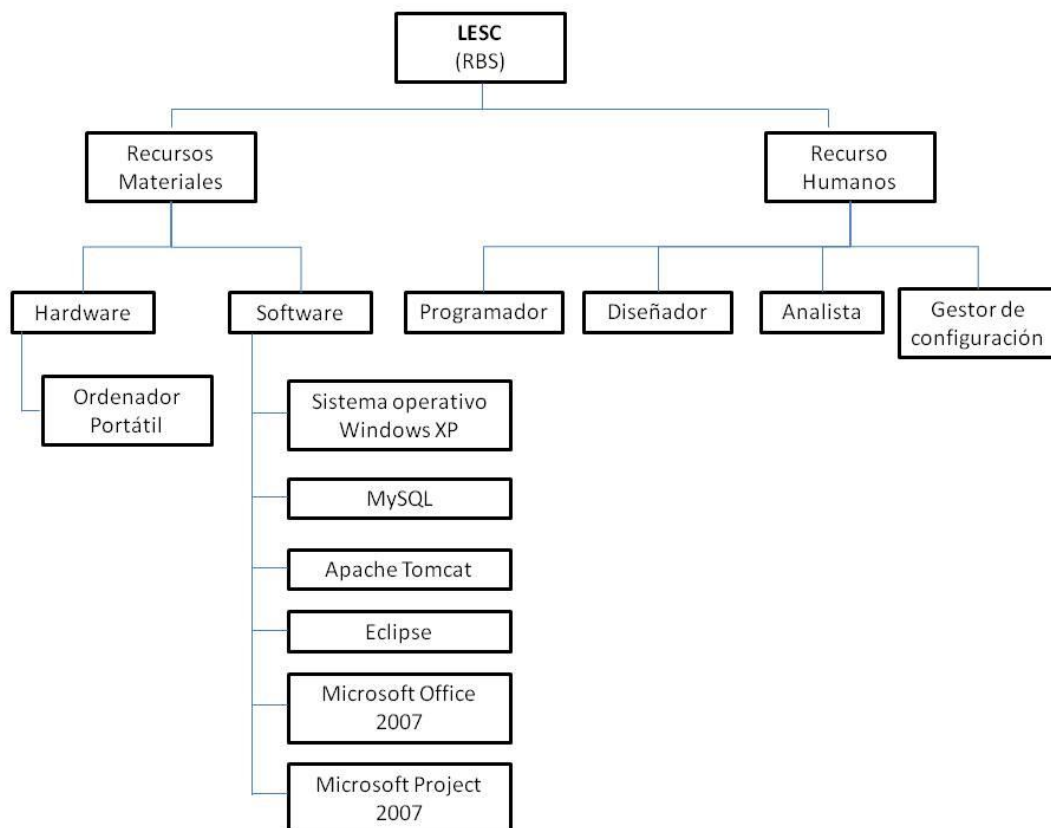 LESC
(RBS)
Recursos
Materiales
Recurso
Humanos
Hardware
Software
Programador
Diseñador
Analista
Gestor de
configuración
Ordenador
Portátil
Sistema operativo
Windows XP
MySQL
Apache Tomcat
Eclipse
Microsoft Office
2007
Microsoft Project
2007